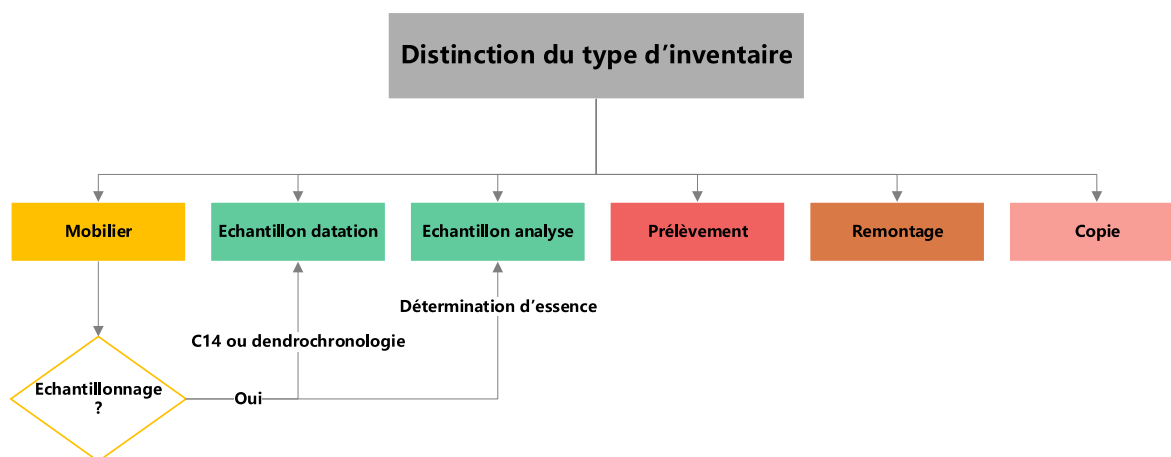 Distinction du type d’inventaire
Mobilier
Echantillon datation
Echantillon analyse
Prélèvement
Remontage
Copie
Détermination d’essence
C14 ou dendrochronologie
Echantillonnage
?
Oui